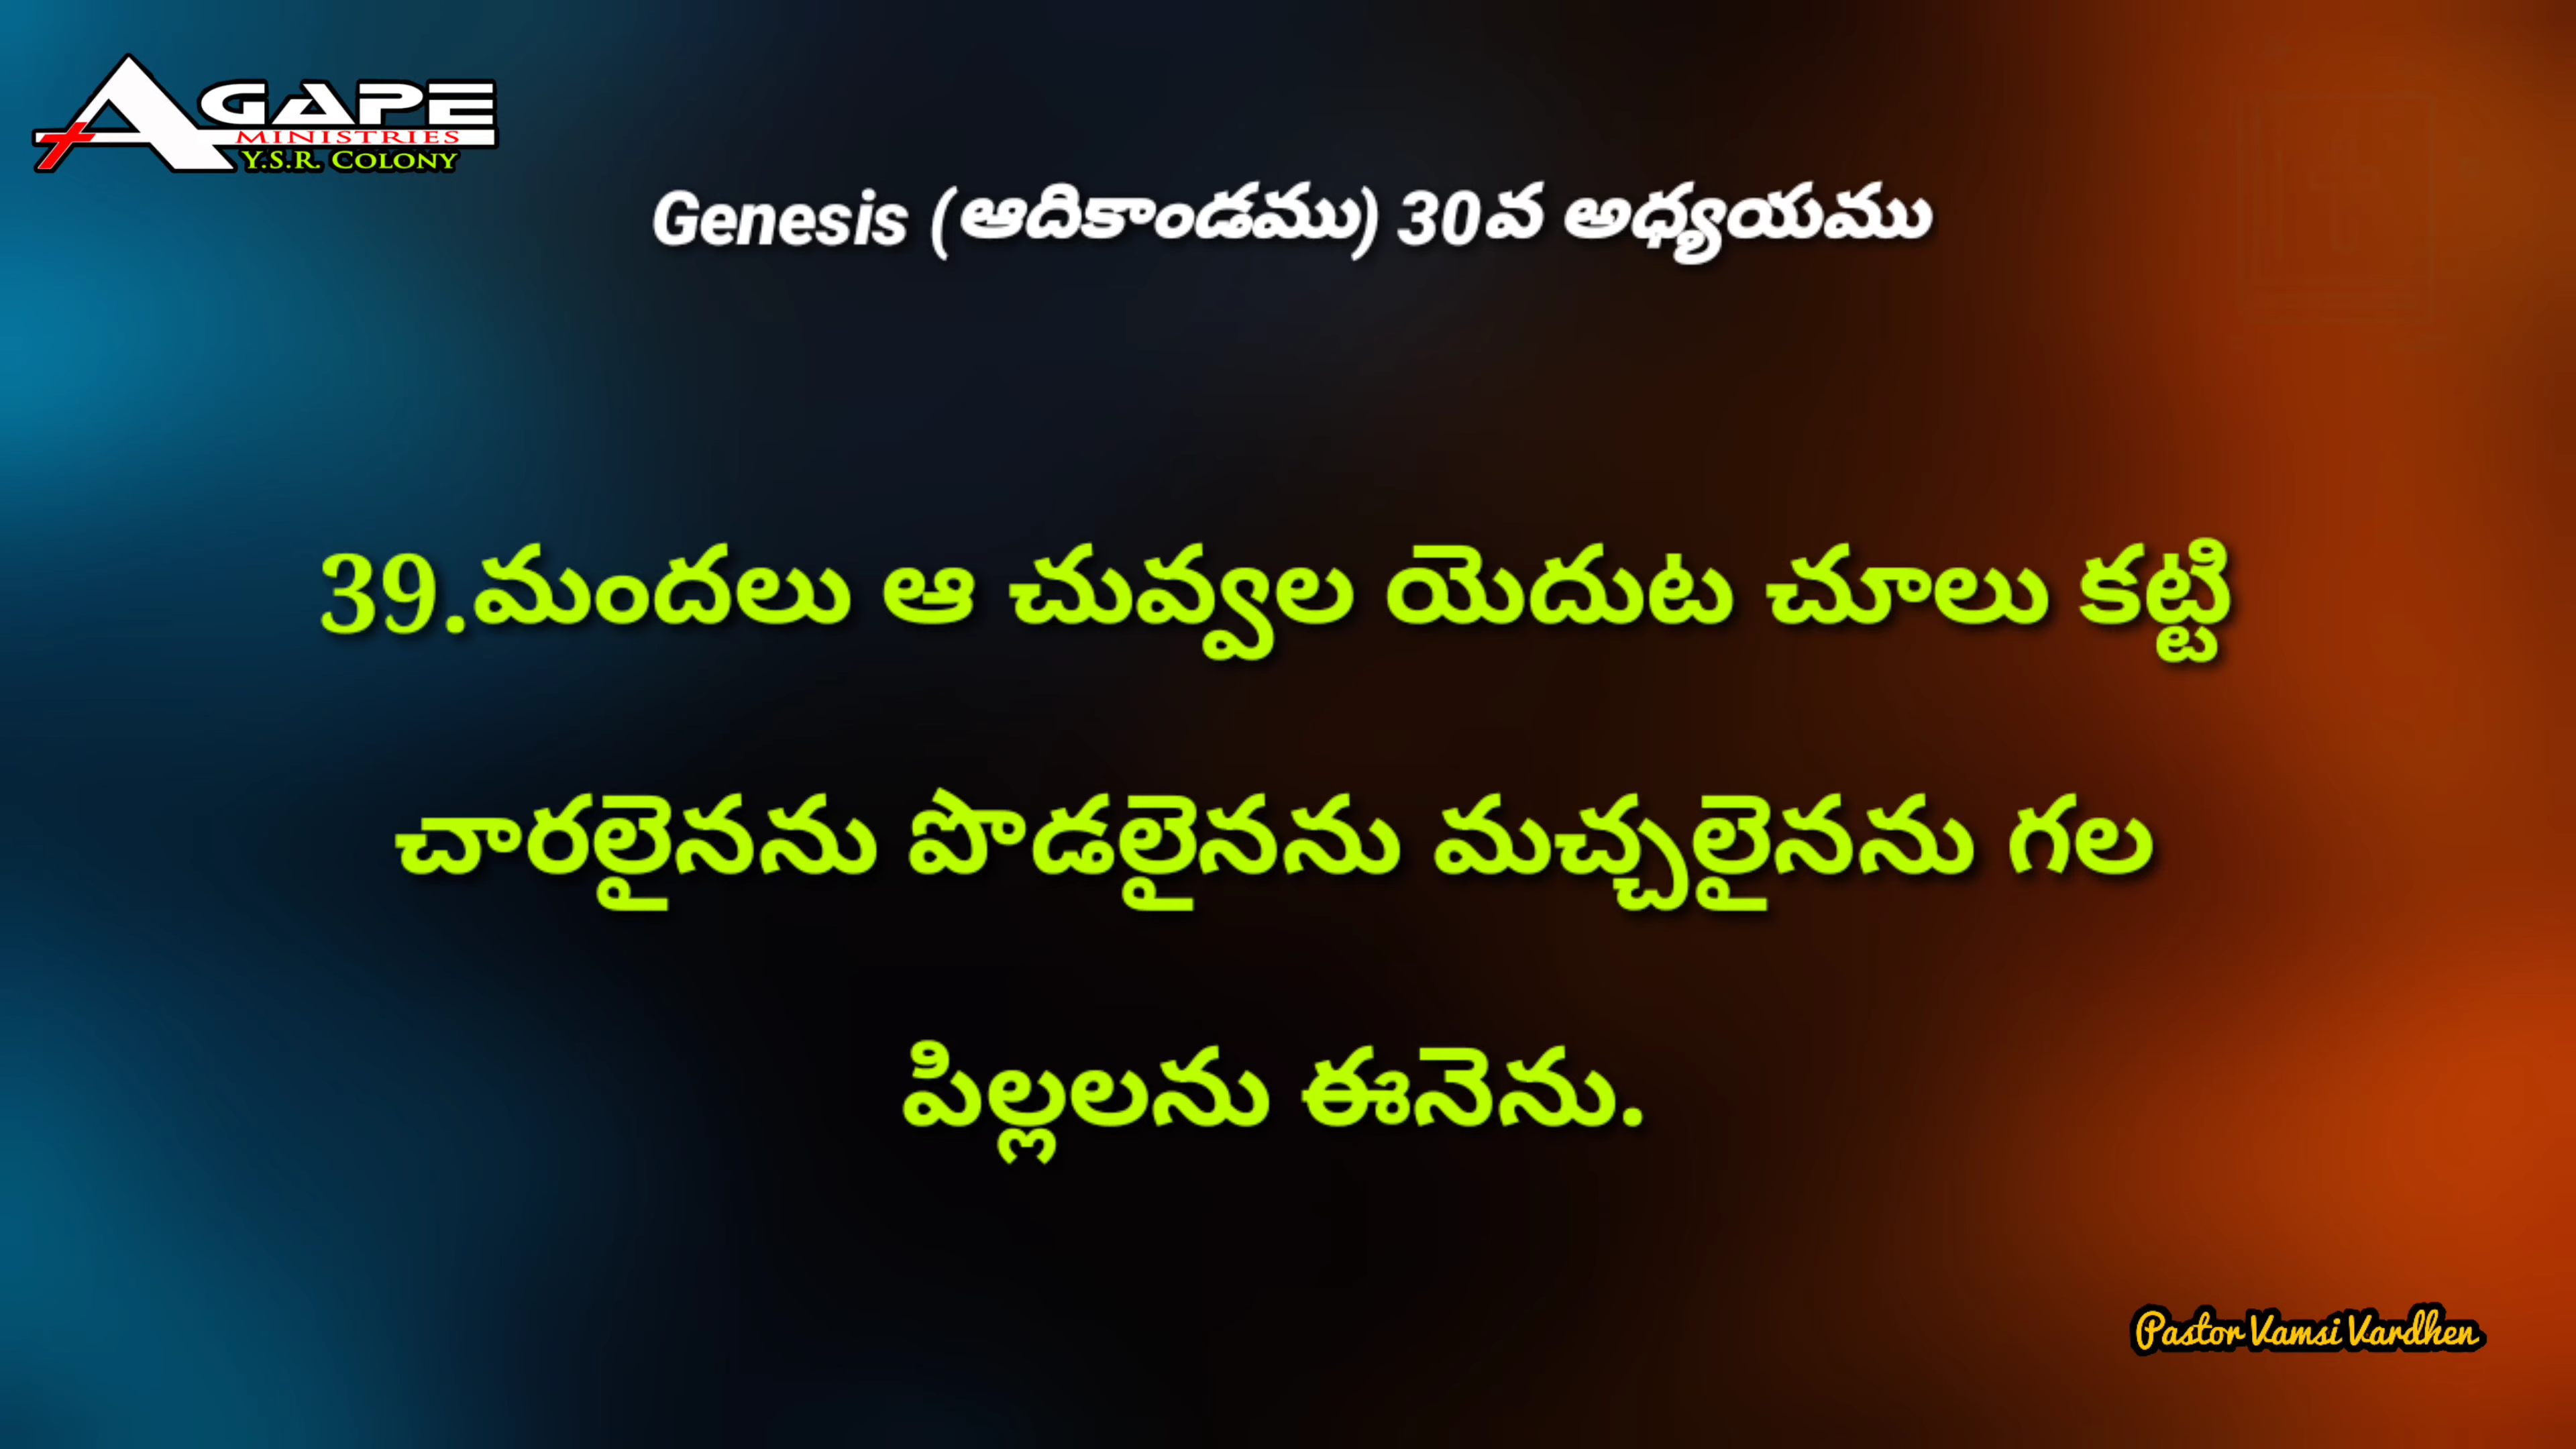 AGAPE
MINISTRIES
Y.S.R. COLONY
Genesis (ఆదికాండము) 30వ అధ్యయము
39.మందలు ఆ చువ్వల యెదుట చూలు కట్టి
చారలైనను పొడలైనను మచ్చలైనను గల
పిల్లలను ఈనెను.
Pastor Vamsi Vardhen